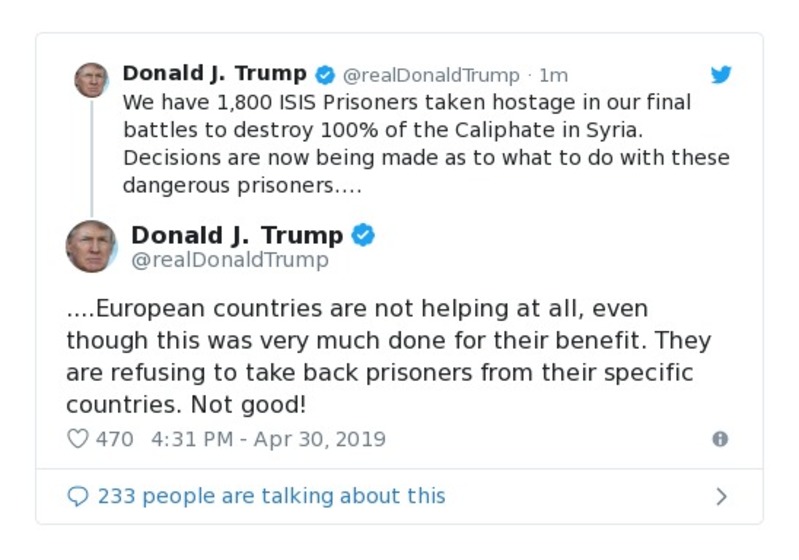 Donald J. Trump @realDonaldTrump · 1m
We have 1,800 ISIS Prisoners taken hostage in our final
battles to destroy 100% of the Caliphate in Syria.
Decisions are now being made as to what to do with these
dangerous prisoners....
Donald J. Trump
@realDonaldTrump
....European countries are not helping at all, even
though this was very much done for their benefit. They
are refusing to take back prisoners from their specific
countries. Not good!
470 4:31 PM - Apr 30, 2019
233 people are talking about this